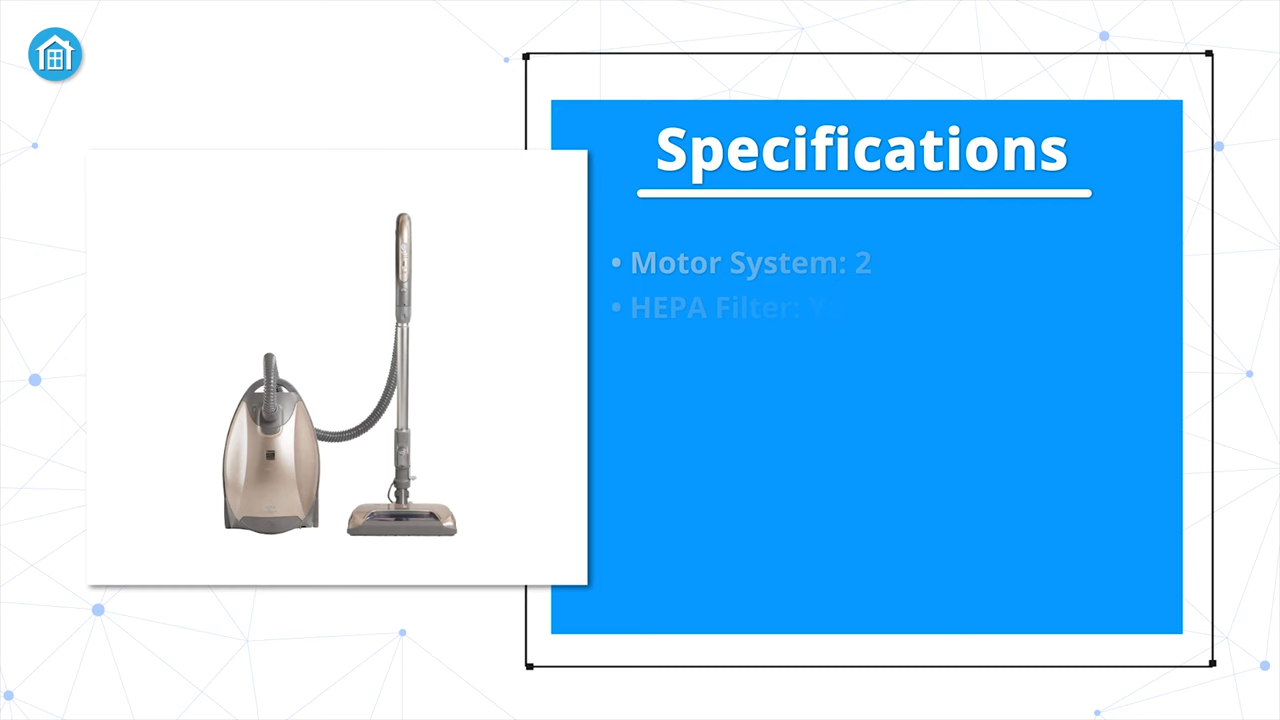 Specifications
• Motor System: 2
• HEPA Filter: